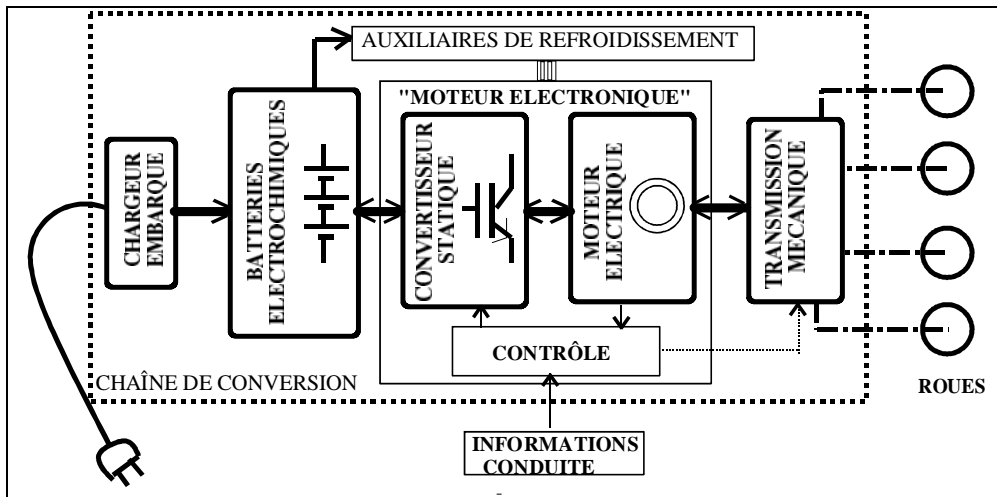 AUXILIAIRES DE REFROIDISSEMENT
"MOTEUR ELECTRONIQUE"
CHARGEUR
EMBARQUE
BATTERIES
ELECTROCHIMIQUES
CONVERTISSEUR
STATIQUE
MOTEUR
ELECTRIQUE
TRANSMISSION
MECANIQUE
CONTRÔLE
CHAÎNE DE CONVERSION
ROUES
INFORMATIONS
CONDUITE